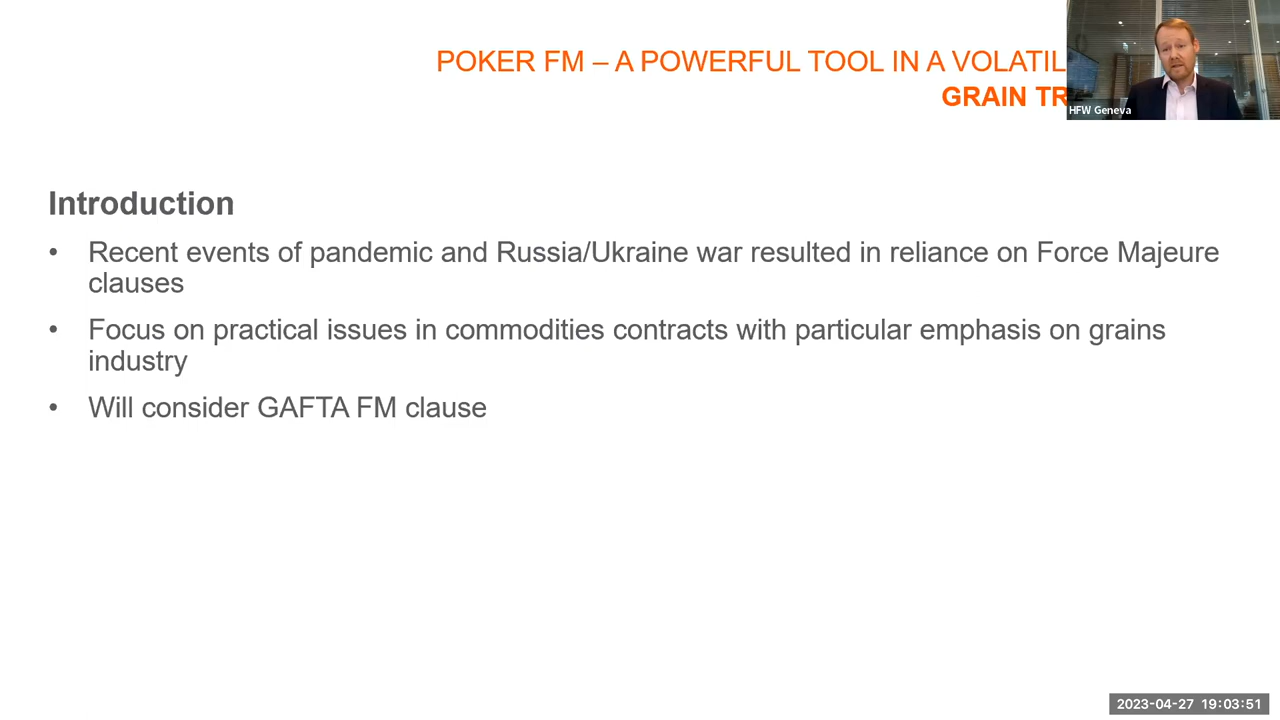 POKER FM – A POWERFUL TOOL IN A VOLATIL
GRAIN TR
HFW Geneva
Introduction
• Recent events of pandemic and Russia/Ukraine war resulted in reliance on Force Majeure
clauses
• Focus on practical issues in commodities contracts with particular emphasis on grains
industry
• Will consider GAFTA FM clause
2023-04-27 19:03:51